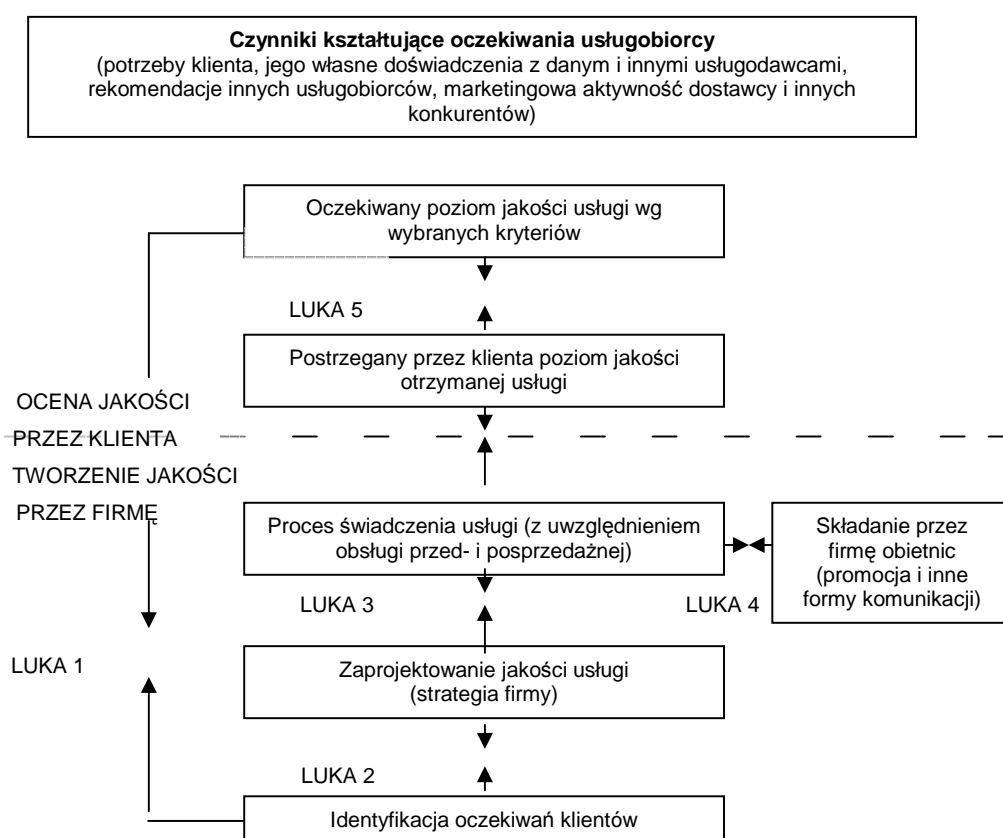 Czynniki kształtujące oczekiwania usługobiorcy
(potrzeby klienta, jego własne doświadczenia z danym i innymi usługodawcami,
rekomendacje innych usługobiorców, marketingowa aktywność dostawcy i innych
konkurentów)
Oczekiwany poziom jakości usługi wg
wybranych kryteriów
LUKA 5
Postrzegany przez klienta poziom jakości
otrzymanej usługi
OCENA JAKOŚCI
PRZEZ KLIENTA
TWORZENIE JAKOŚCI
PRZEZ FIRMĘ
Proces świadczenia usługi (z uwzględnieniem
obsługi przed- i posprzedażnej)
Składanie przez
firmę obietnic
(promocja i inne
formy komunikacji)
LUKA 3
LUKA 4
LUKA 1
Zaprojektowanie jakości usługi
(strategia firmy)
LUKA 2
Identyfikacja oczekiwań klientów